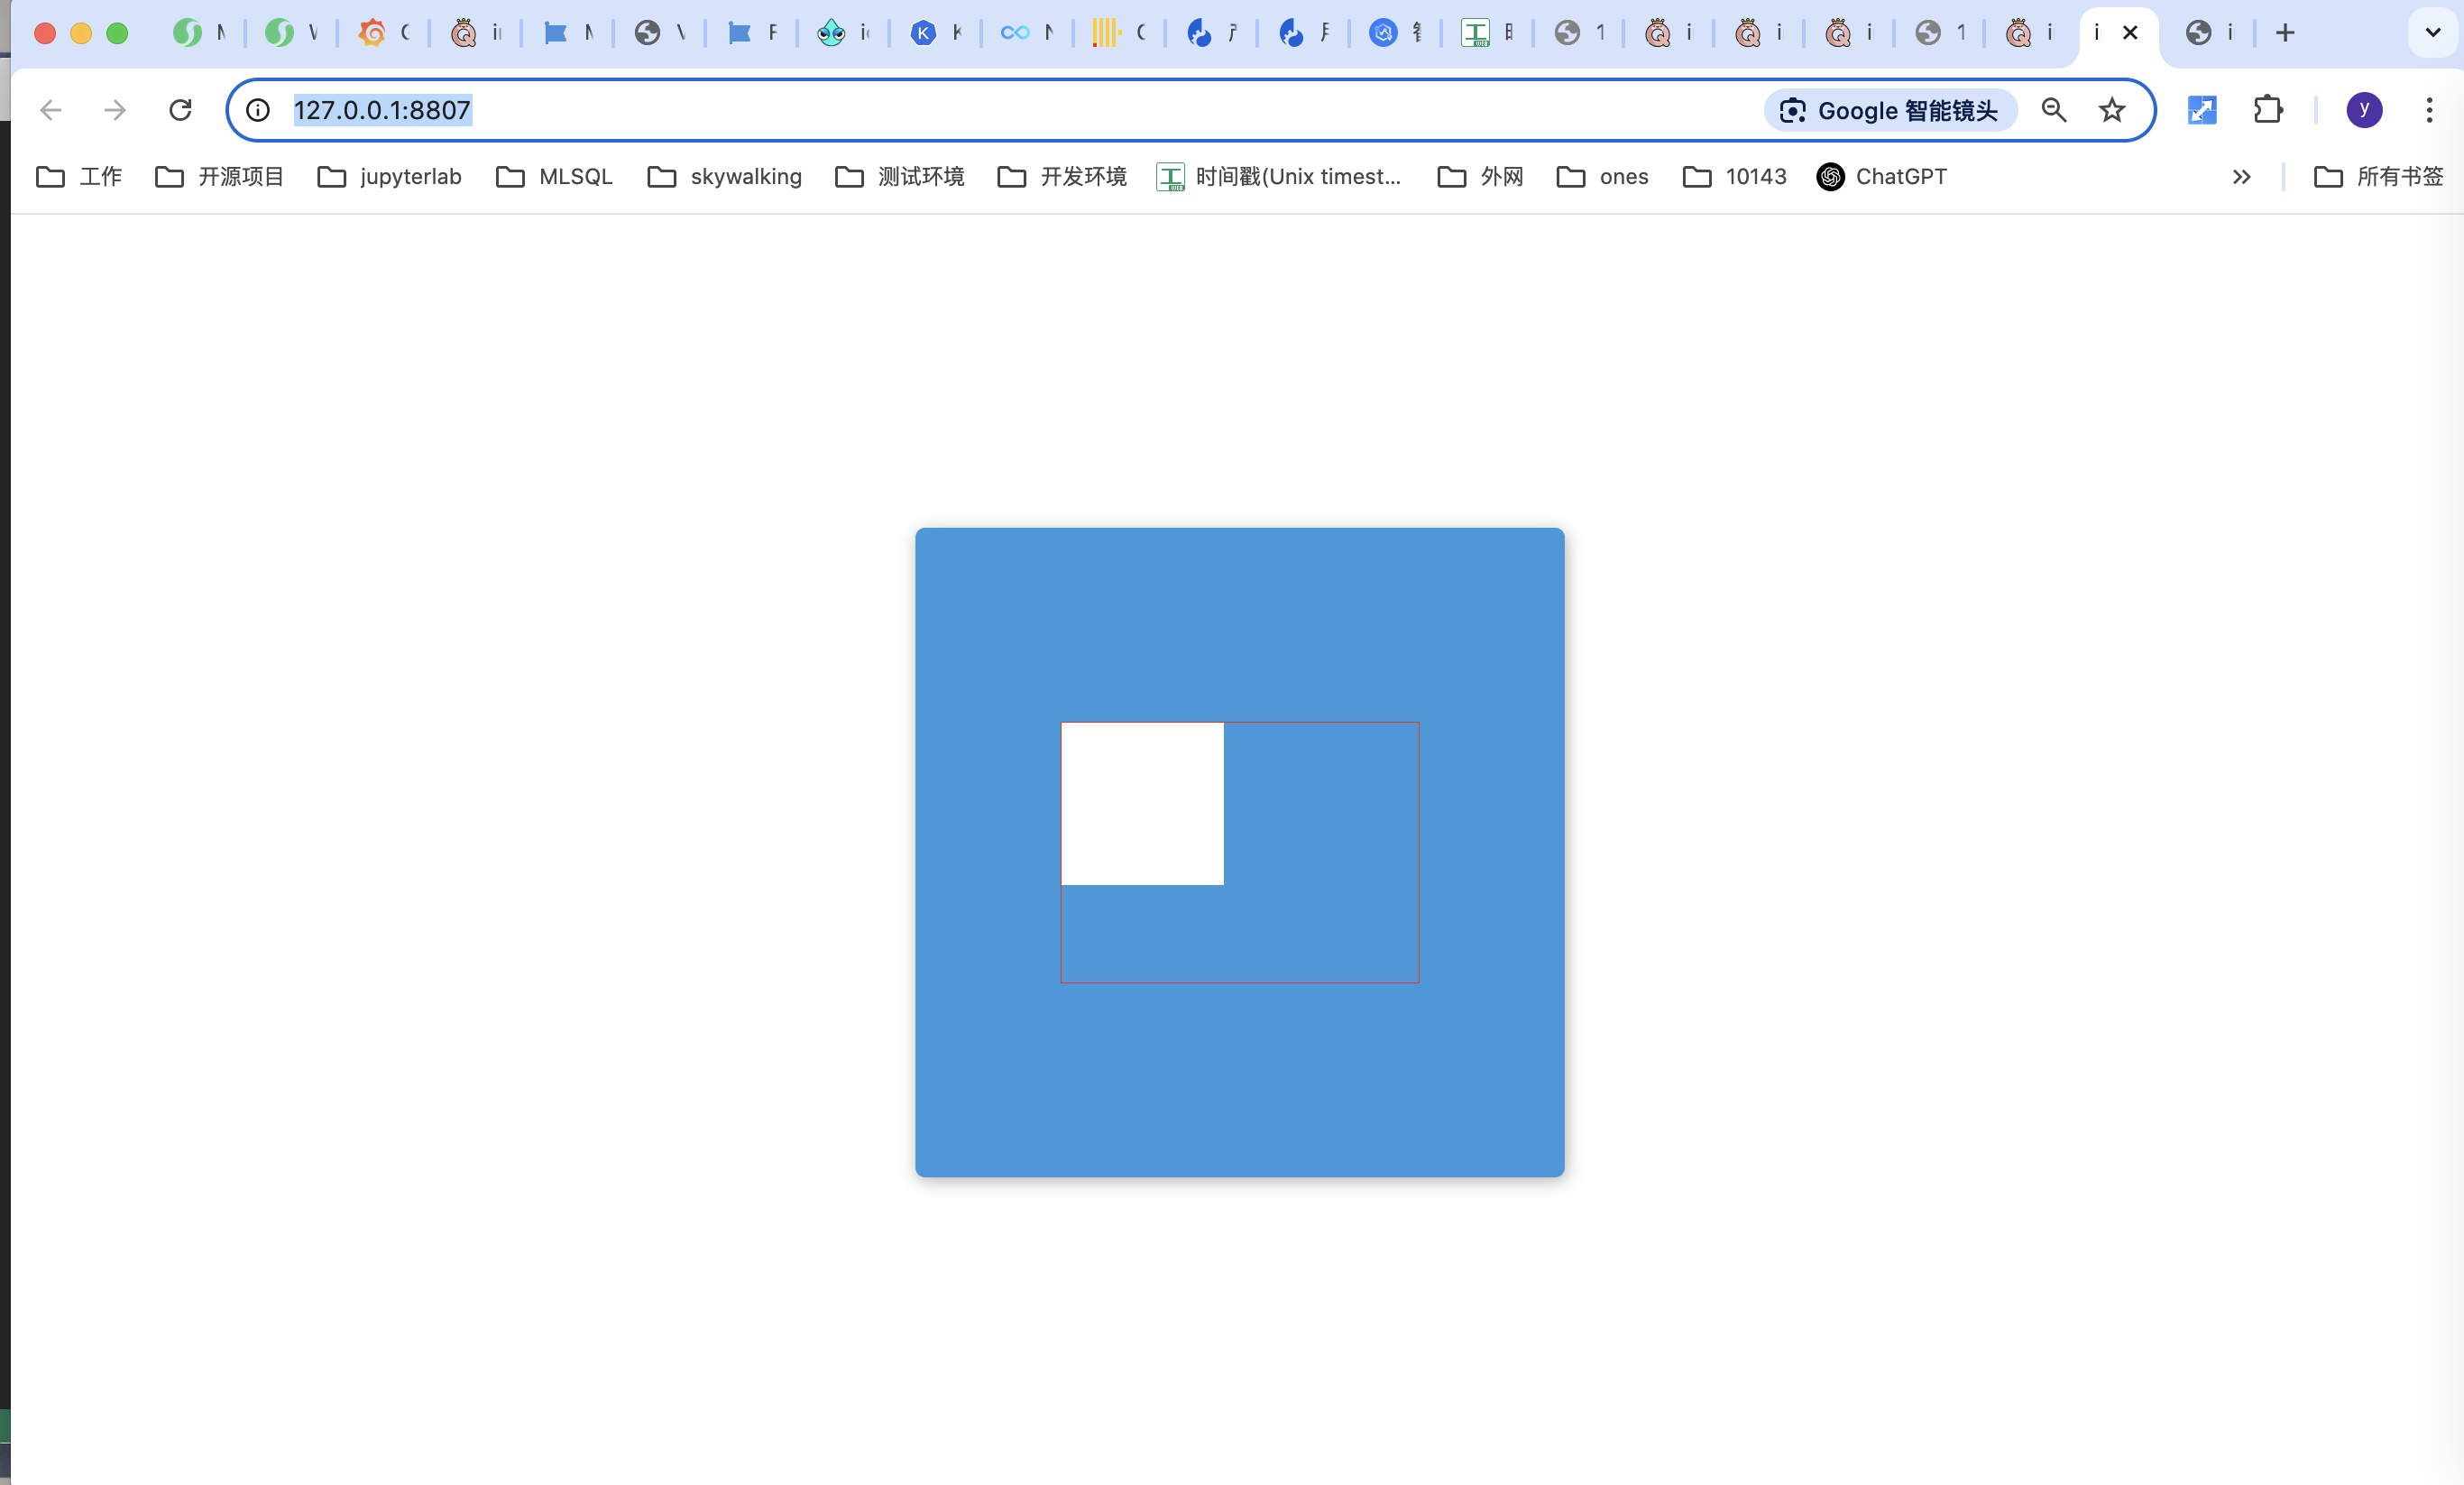 127.0.0.1:8807 Google 智能镜头 y
工作 开源项目 jupyterlab MLSQL skywalking 测试环境 开发环境 时间戳(Unix timest... 外网 ones 10143 ChatGPT 所有书签